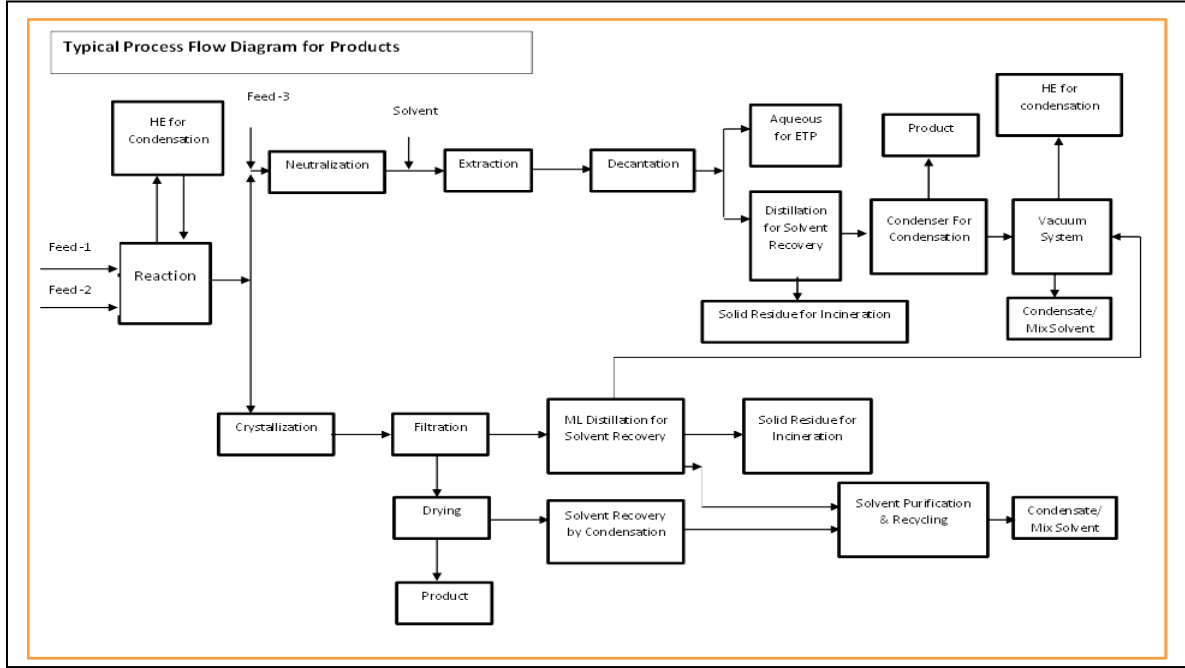 Typical Process Flow Diagram for Products
Feed -3
Solvent
HE for
Condensation
HE for
condensation
Aqueous
for ETP
Product
Neutralization
Extraction
Decantation
Distillation
for Solvent
Recovery
Condenser For
Condensation
Vacuum
System
Feed -1
Reaction
Feed -2
Solid Residue for Incineration
Condensate/
Mix Solvent
Crystallization
Filtration
ML Distillation for
Solvent Recovery
Solid Residue for
Incineration
Drying
Solvent Recovery
by Condensation
Solvent Purification
& Recycling
Condensate/
Mix Solvent
Product